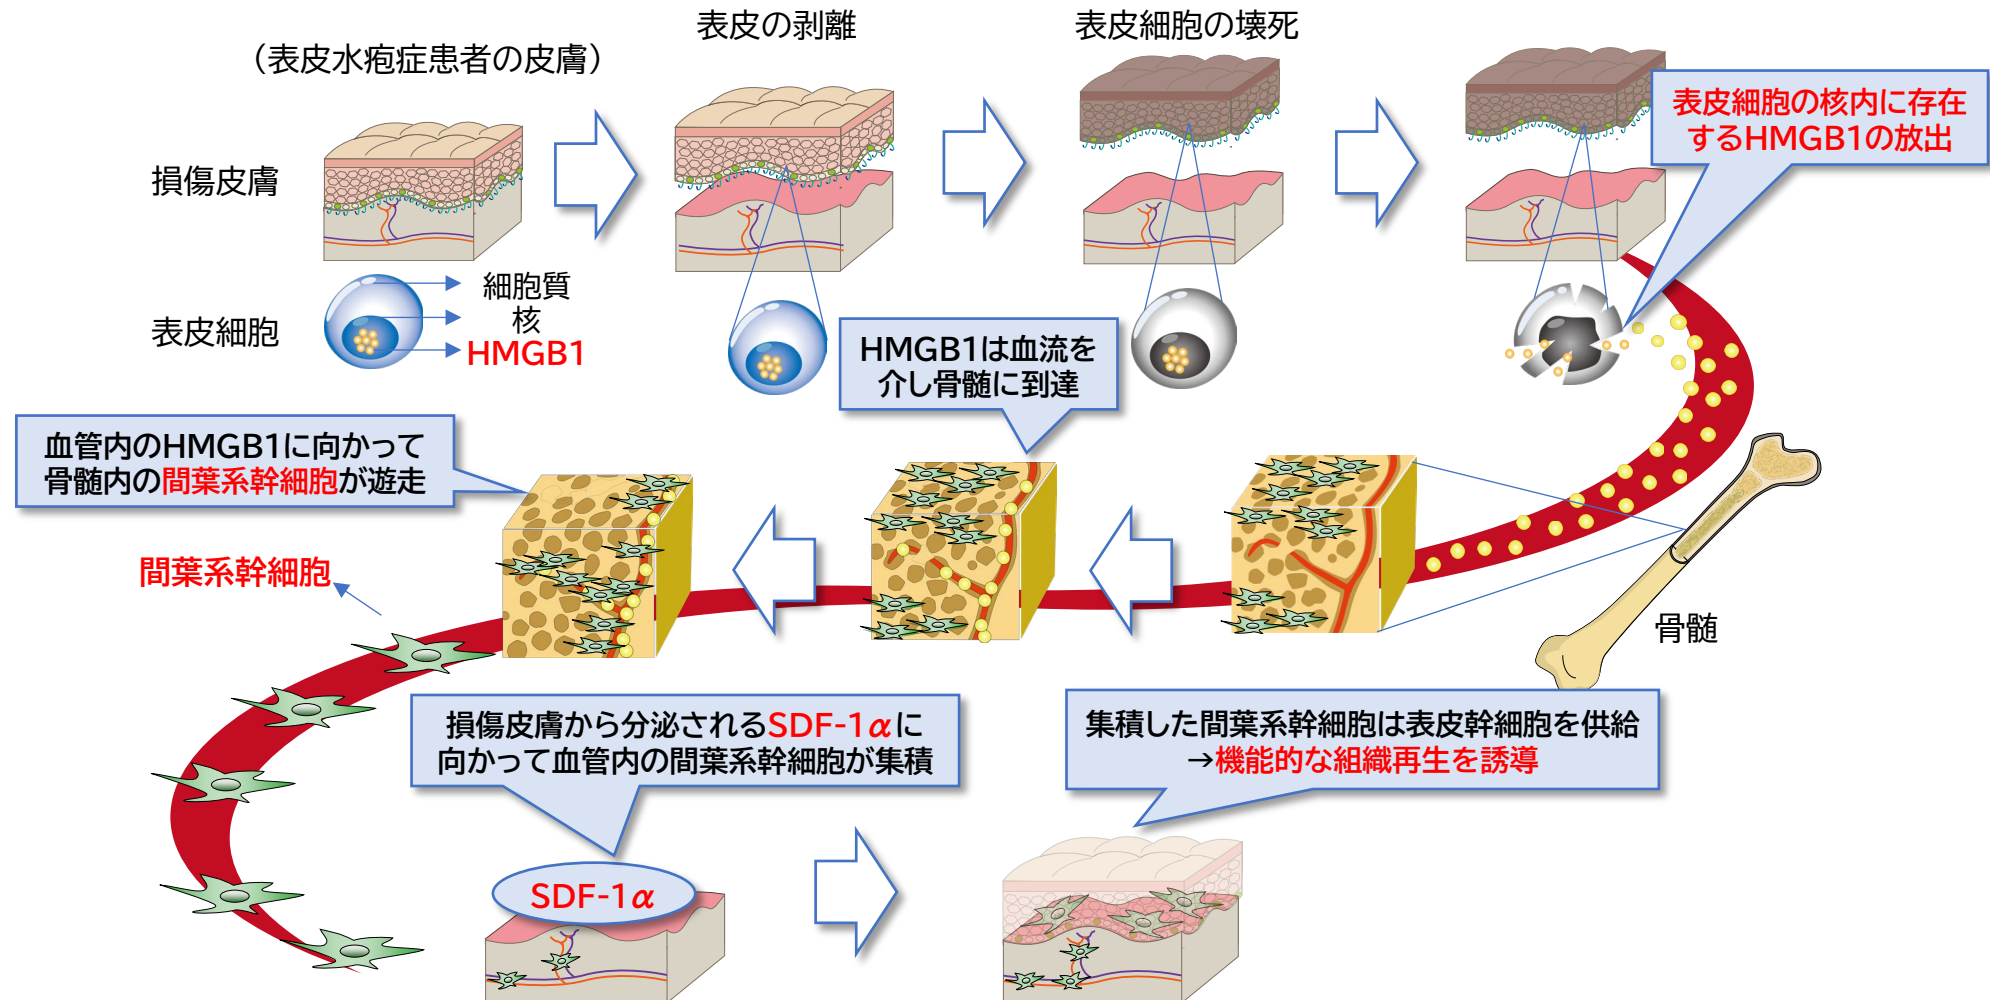 表皮の剥離
表皮細胞の壊死
（表皮水疱症患者の皮膚）
表皮細胞の核内に存在
するHMGB1の放出
損傷皮膚
細胞質
核
HMGB1
表皮細胞
HMGB1は血流を
介し骨髄に到達
血管内のHMGB1に向かって
骨髄内の間葉系幹細胞が遊走
間葉系幹細胞
骨髄
損傷皮膚から分泌されるSDF-1αに
向かって血管内の間葉系幹細胞が集積
集積した間葉系幹細胞は表皮幹細胞を供給
→機能的な組織再生を誘導
SDF-1α